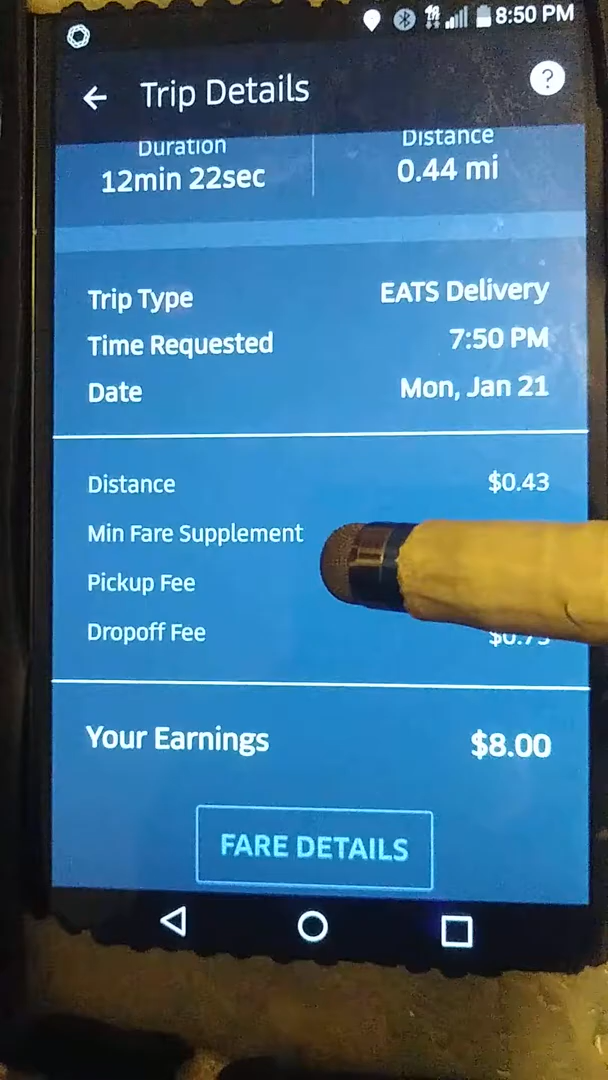 8:50 PM
Trip Details ?
Duration Distance
12min 22sec 0.44 mi
Trip Type EATS Delivery
Time Requested 7:50 PM
Date Mon, Jan 21
Distance $0.43
Min Fare Supplement
Pickup Fee
Dropoff Fee
Your Earnings $8.00
FARE DETAILS